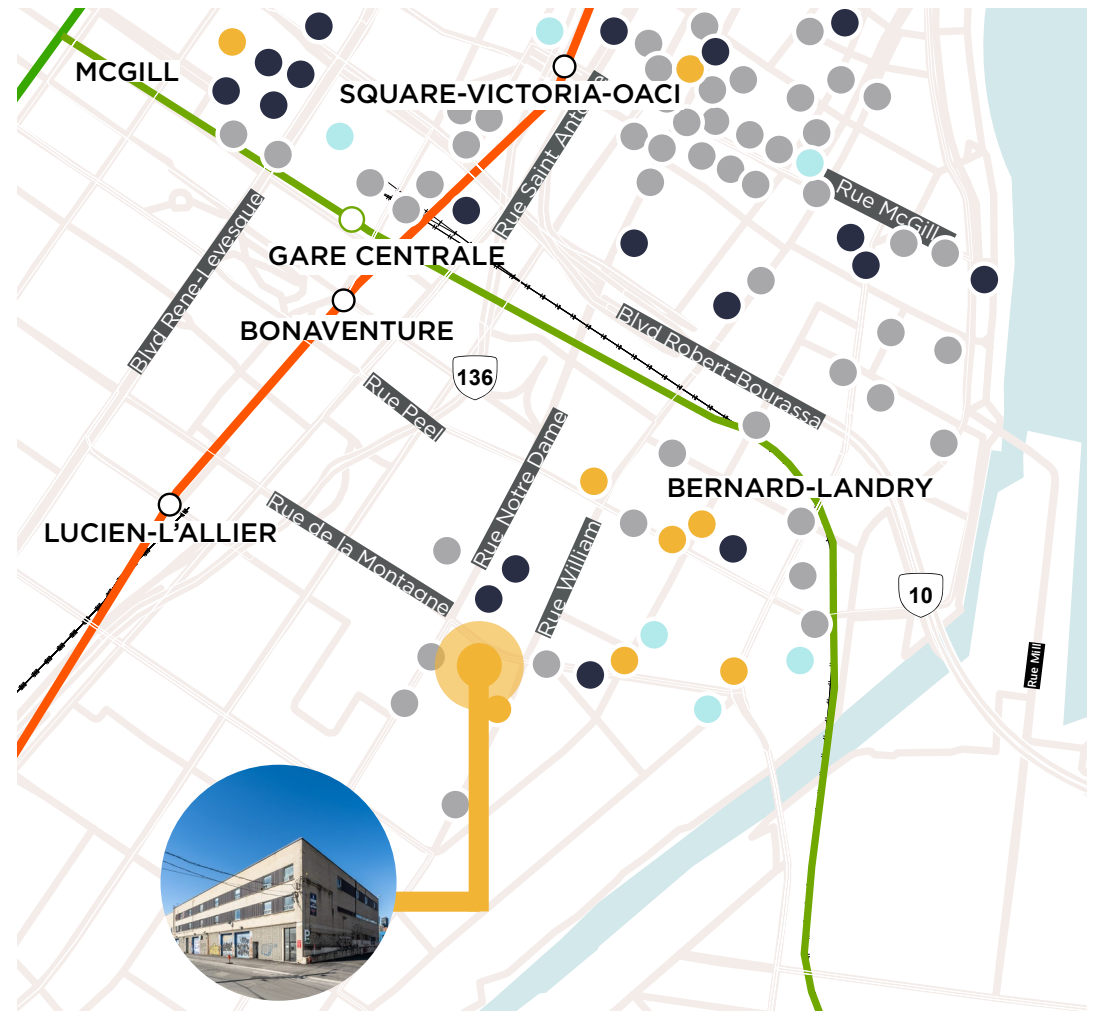 MCGILL
SQUARE-VICTORIA-OACI
Rue Saint Anto
Rue McGill
Blvd Rene-Levesque
GARE CENTRALE
BONAVENTURE
Blvd Robert-Bourassa
136
Rue Peel
Rue Notre Dame
BERNARD-LANDRY
LUCIEN-L'ALLIER
Rue de la Montagne
Rue William
10
Rue Mill